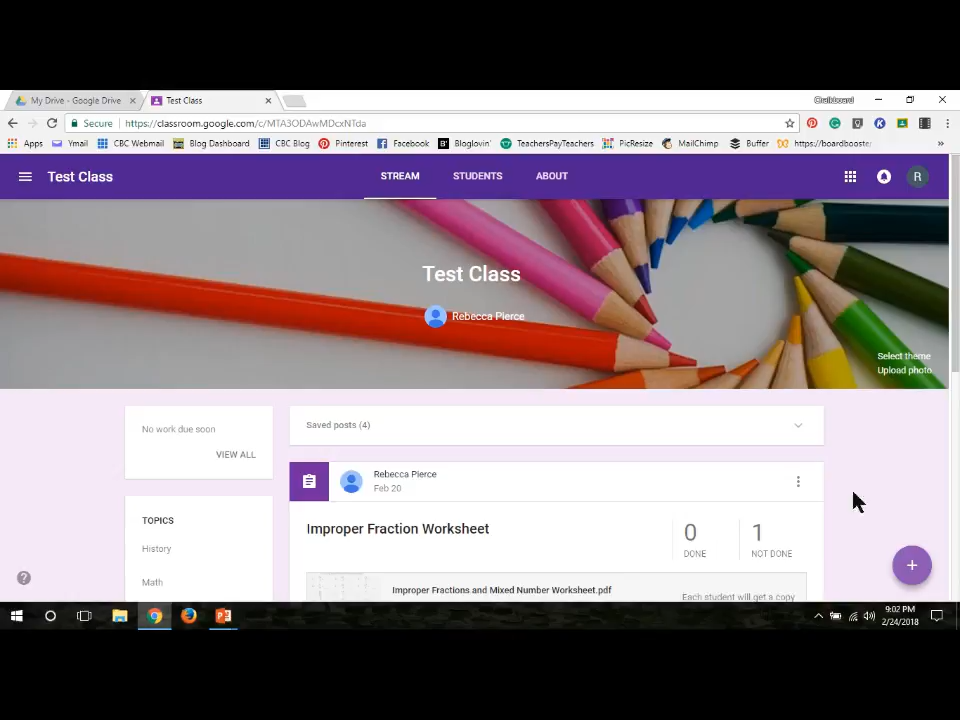 My Drive - Google Drive
Test Class
Chalkboard
Secure
https://classroom.google.com/c/MTA3ODAwMDcxNTda
Apps
Ymail
CBC Webmail
Blog Dashboard
CBC Blog
Pinterest
Facebook
Bloglovin'
TeachersPayTeachers
PicResize
MailChimp
Buffer
https://boardbooster
Test Class
STREAM
STUDENTS
ABOUT
R
Test Class
Rebecca Pierce
Select theme
Upload photo
No work due soon
VIEW ALL
TOPICS
History
Math
Saved posts (4)
Rebecca Pierce
Feb 20
Improper Fraction Worksheet
0
DONE
1
NOT DONE
Improper Fractions and Mixed Number Worksheet.pdf
Each student will get a copy
9:02 PM
2/24/2018